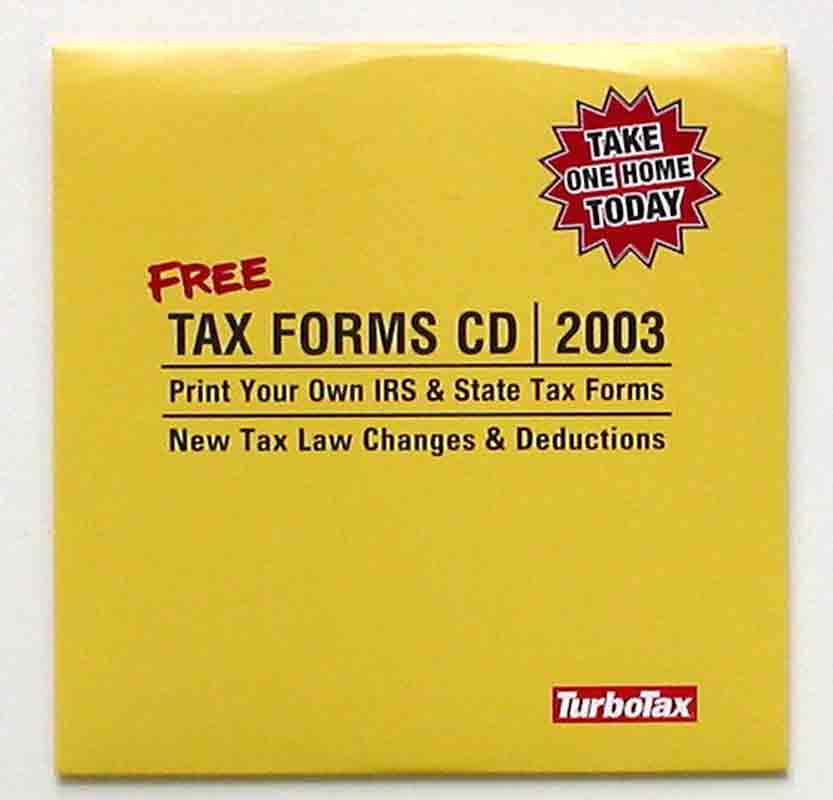 TAKE
ONE HOME
TODAY
FREE
TAX FORMS CD | 2003
Print Your Own IRS & State Tax Forms
New Tax Law Changes & Deductions
TurboTax